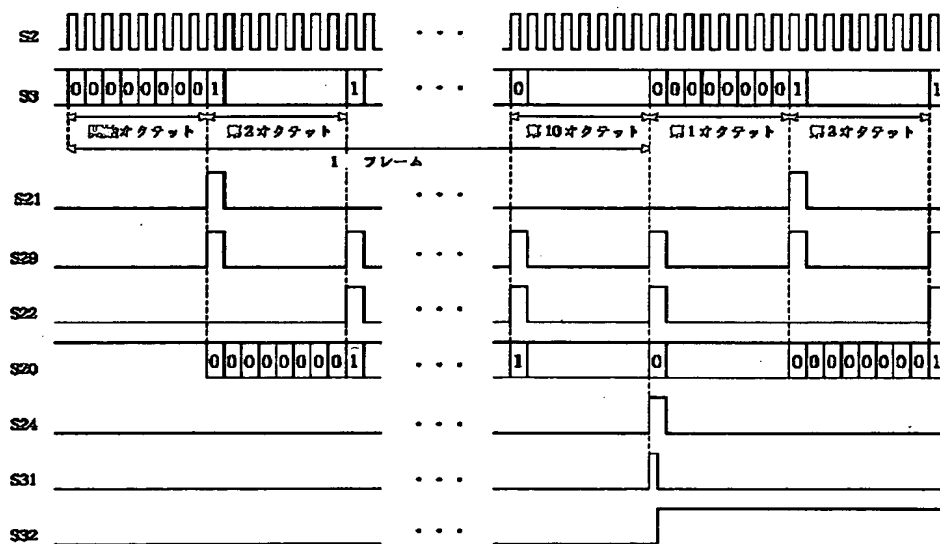 S2 ・・・
S3 0 0 0 0 0 0 0 0 1 1 ・・・ 0 0 0 0 0 0 0 0 0 1 1
オクテット 第2オクテット 第10オクテット 第1オクテット 第3オクテット
1 フレーム
S21 ・・・
S29 ・・・
S22 ・・・
S20 0 0 0 0 0 0 0 0 1 ・・・ 1 0 0 0 0 0 0 0 0 0 1
S24 ・・・
S31 ・・・
S32 ・・・